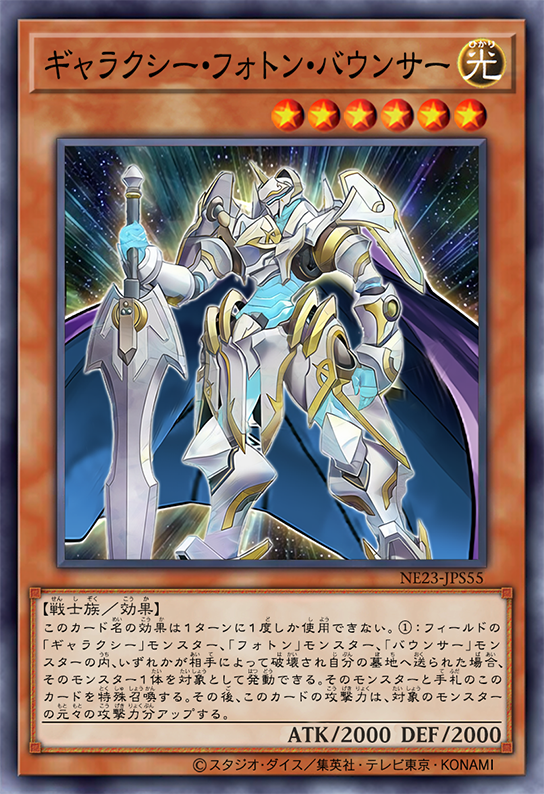 ギャラクシー・フォトン・バウンサー
ひかり
光
NE23-JPS55
せんしぞく こうか
【戦士族／効果】
このカード名の効果は1ターンに1度しか使用できない。①：フィールドの
「ギャラクシー」モンスター、「フォトン」モンスター、「バウンサー」モン
スターの内、いずれかが相手によって破壊され自分の墓地へ送られた場合、
そのモンスター1体を対象として発動できる。そのモンスターと手札のこの
カードを特殊召喚する。その後、このカードの攻撃力は、対象のモンスター
の元々の攻撃力分アップする。
ATK/2000 DEF/2000
©スタジオ・ダイス／集英社・テレビ東京・KONAMI